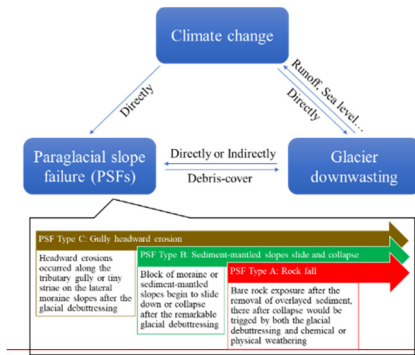 Climate change
Directly
Runoff, Sea level...
Directly
Paraglacial slope
failure (PSFs)
Directly or Indirectly
Debris-cover
Glacier
downwasting
PSF Type C: Gully headward erosion
Headward erosions
occurred along the
tributary gully or tiny
striae on the lateral
moraine slopes after the
glacial debuttressing
PSF Type B: Sediment-mantled slopes slide and collapse
Block of moraine or
sediment-mantled
slopes begin to slide
down or collapse
after the remarkable
glacial debuttressing
PSF Type A: Rock fall
Bare rock exposure after the
removal of overlayed sediment,
there after collapse would be
trigged by both the glacial
debuttressing and chemical or
physical weathering